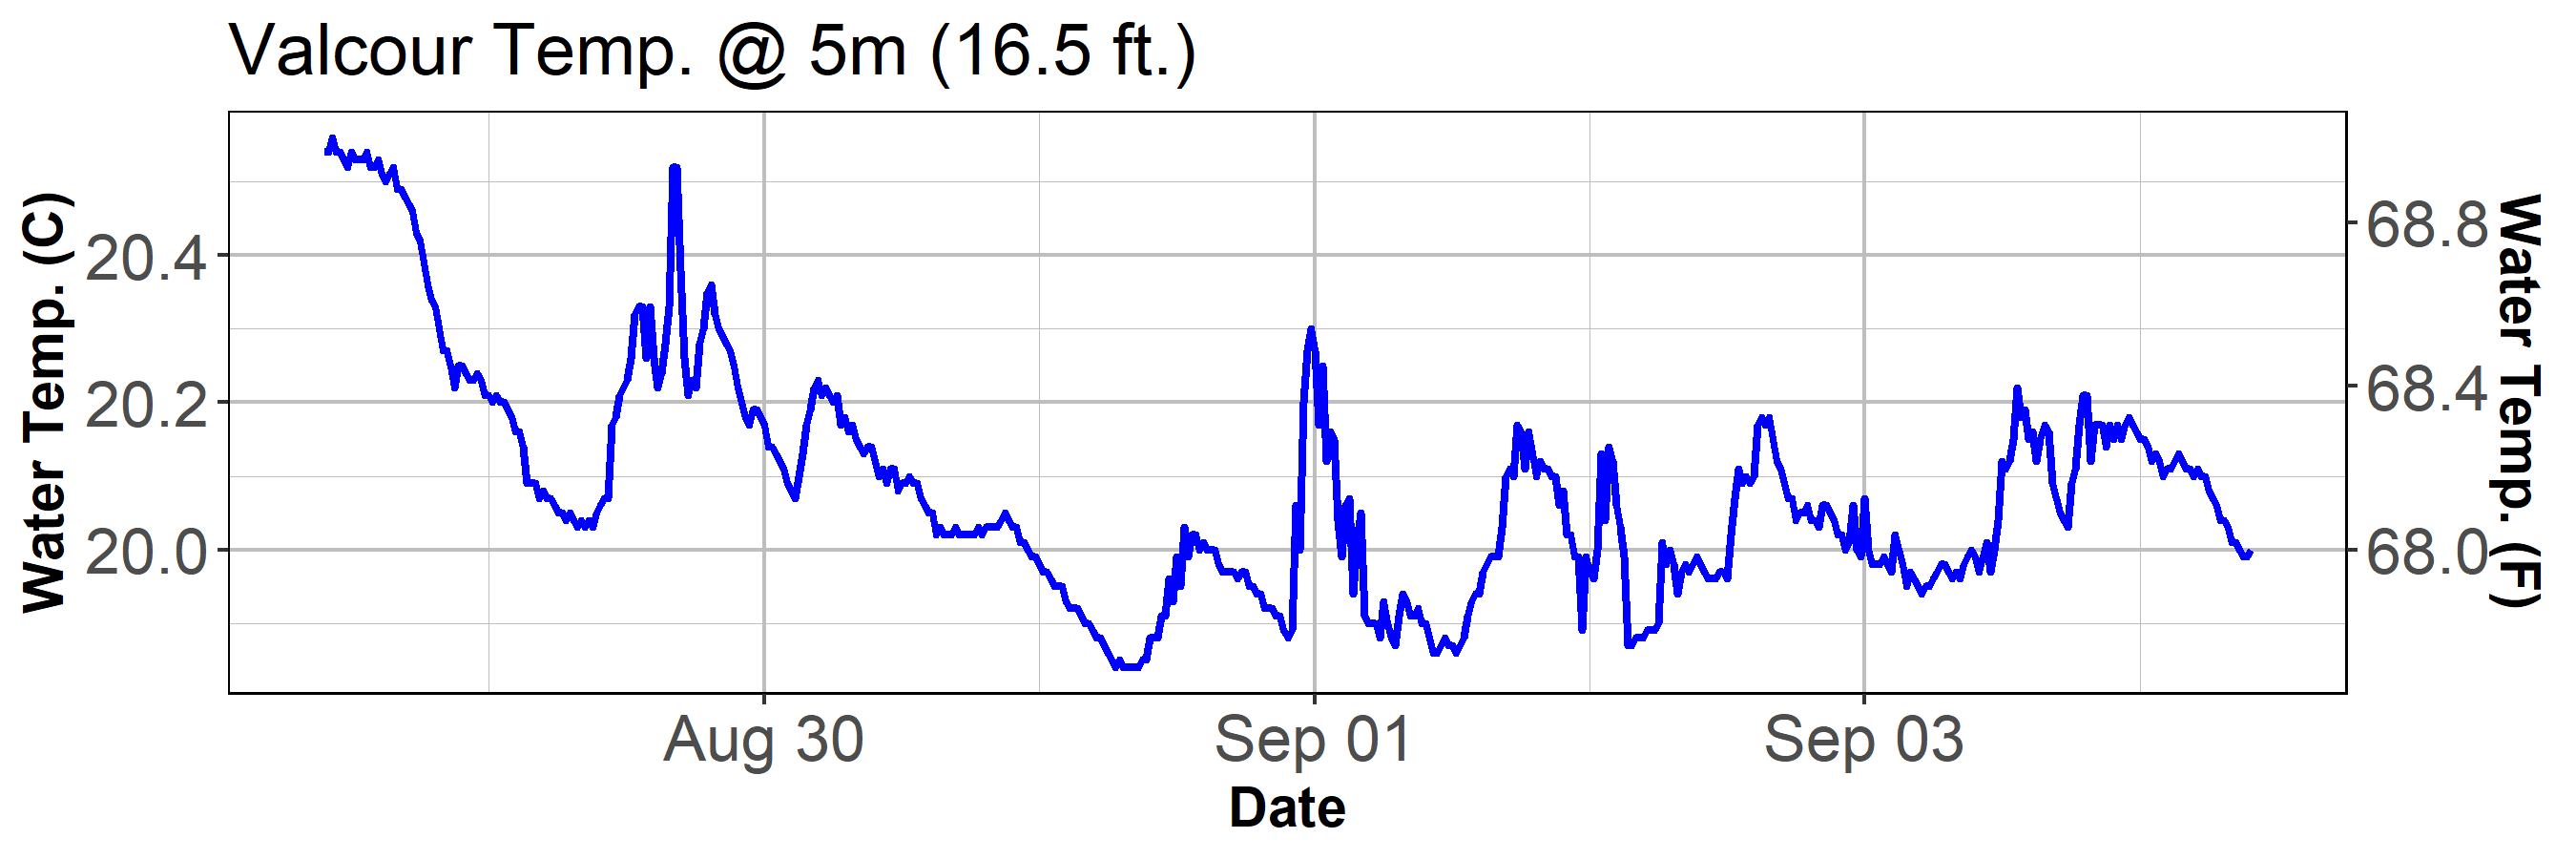 Valcour Temp. @ 5m (16.5 ft.)
Water Temp. (C)
20.4
20.2
20.0
68.8
68.4
68.0
Water Temp. (F)
Aug 30
Sep 01
Sep 03
Date